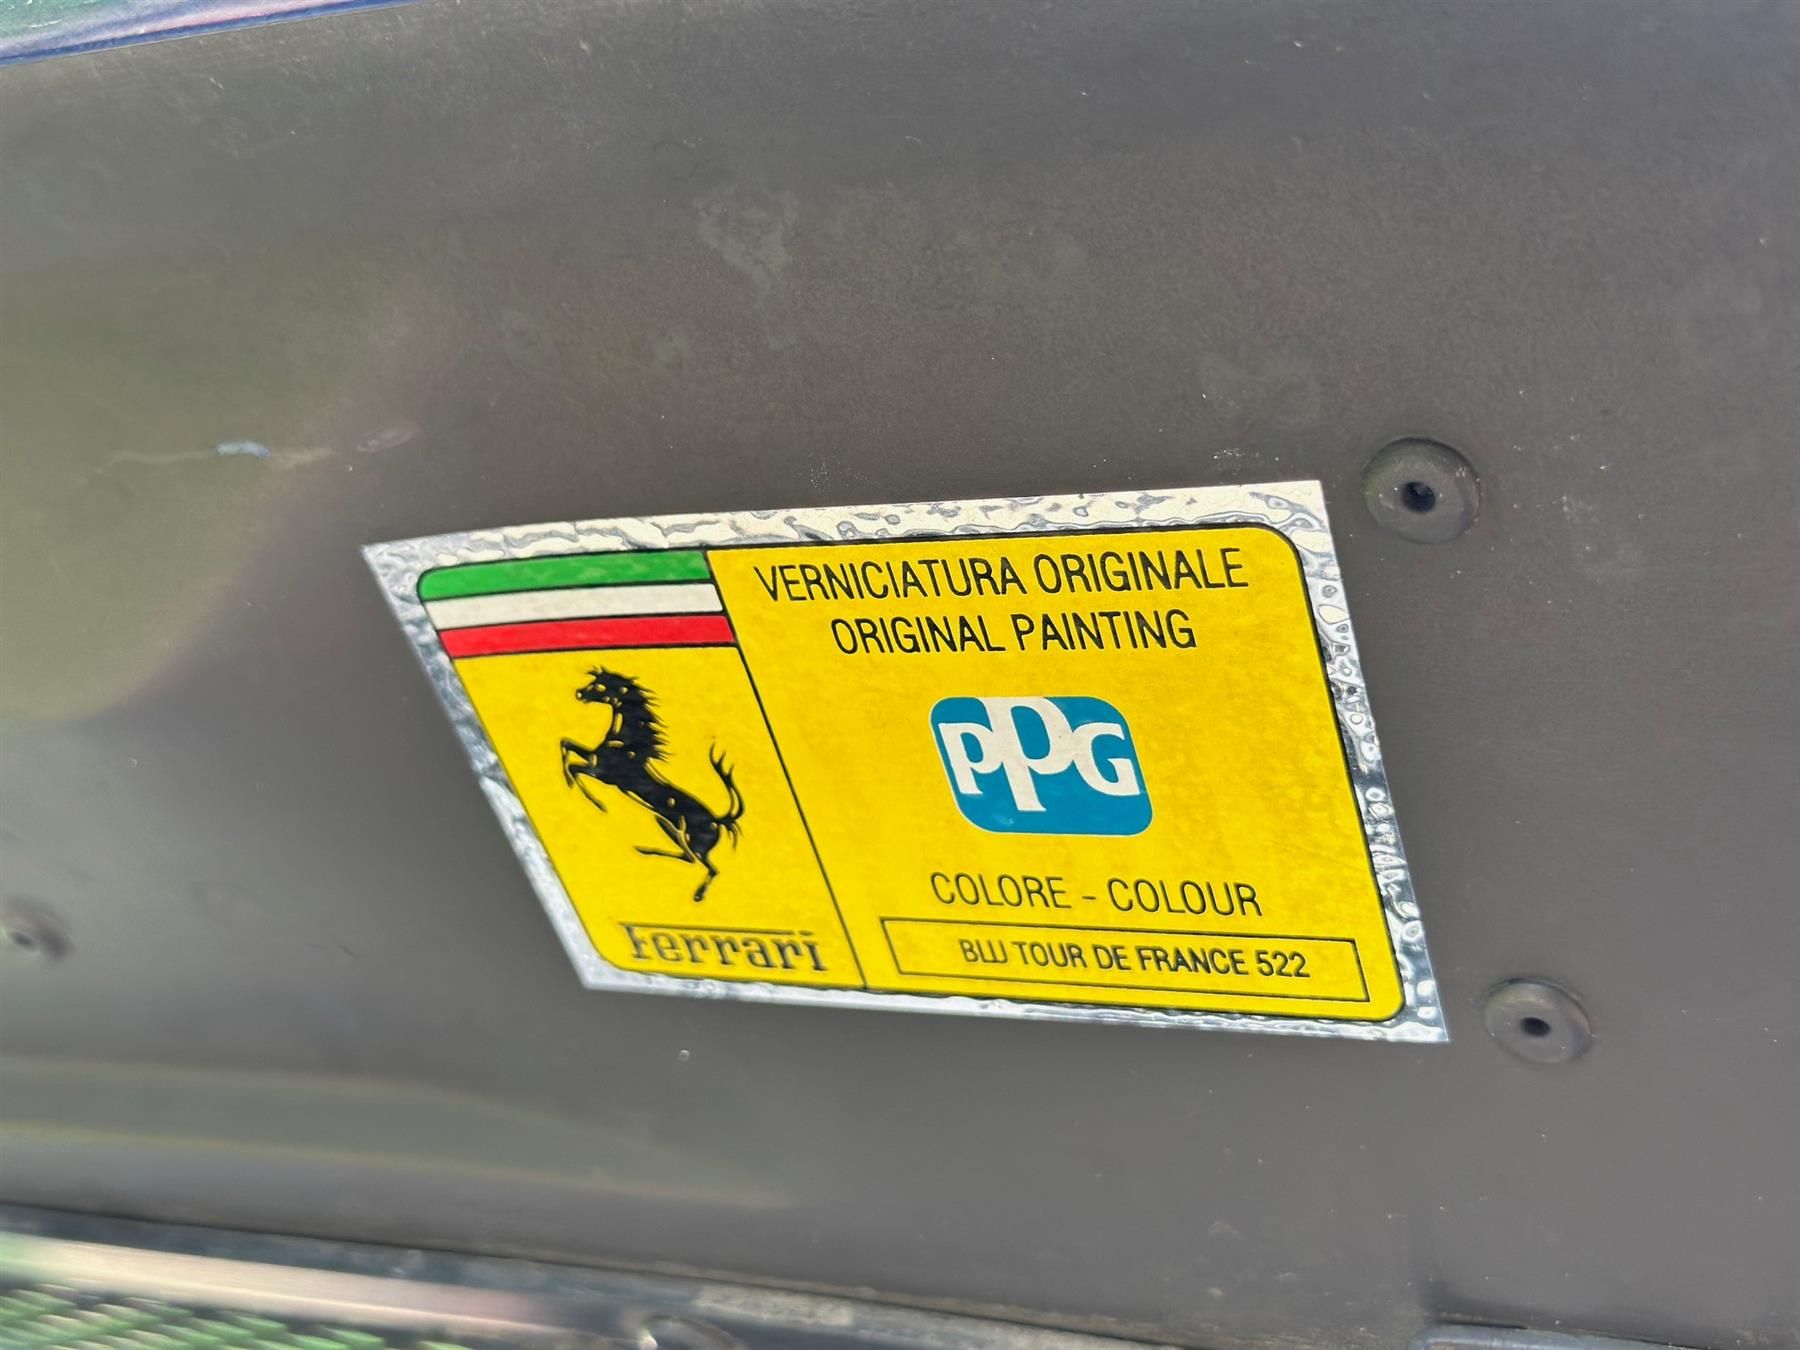 VERNICIATURA ORIGINALE
ORIGINAL PAINTING
PPG
Ferrari
COLORE - COLOUR
BLU TOUR DE FRANCE 522